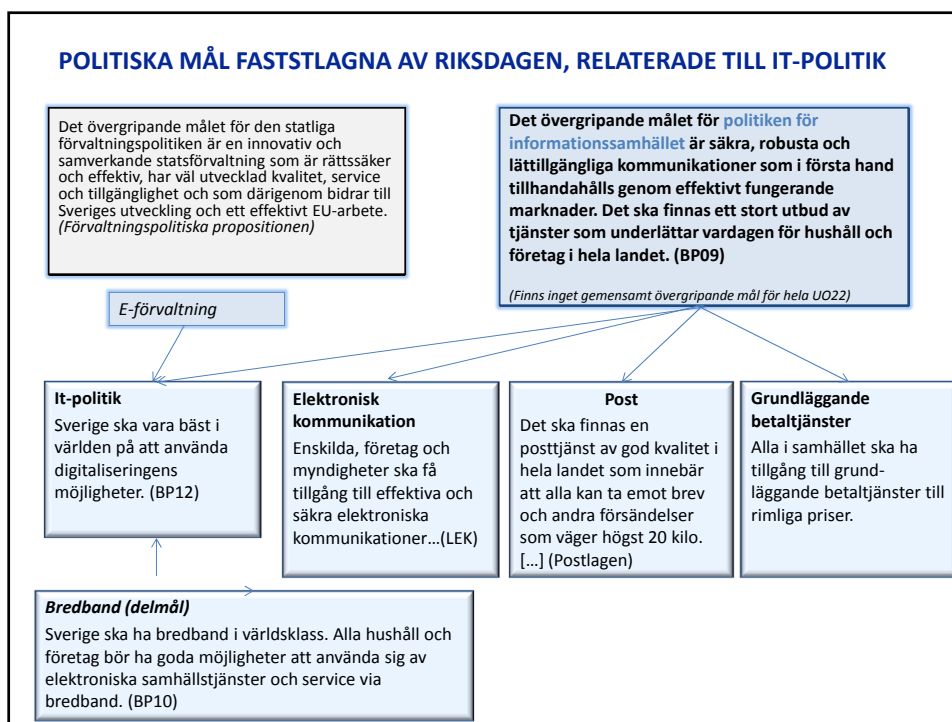 POLITISKA MÅL FASTSTLAGNA AV RIKSDAGEN, RELATERADE TILL IT-POLITIK
Det övergripande målet för den statliga
förvaltningspolitiken är en innovativ och
samverkande statsförvaltning som är rättssäker
och effektiv, har väl utvecklad kvalitet, service
och tillgänglighet och som därigenom bidrar till
Sveriges utveckling och ett effektivt EU-arbete.
(Förvaltningspolitiska propositionen)
Det övergripande målet för politiken för
informationssamhället är säkra, robusta och
lättillgängliga kommunikationer som i första hand
tillhandahålls genom effektivt fungerande
marknader. Det ska finnas ett stort utbud av
tjänster som underlättar vardagen för hushåll och
företag i hela landet. (BP09)
(Finns inget gemensamt övergripande mål för hela UO22)
E-förvaltning
It-politik
Sverige ska vara bäst i
världen på att använda
digitaliseringens
möjligheter. (BP12)
Elektronisk
kommunikation
Enskilda, företag och
myndigheter ska få
tillgång till effektiva och
säkra elektroniska
kommunikationer…(LEK)
Post
Det ska finnas en
posttjänst av god kvalitet i
hela landet som innebär
att alla kan ta emot brev
och andra försändelser
som väger högst 20 kilo.
[…] (Postlagen)
Grundläggande
betaltjänster
Alla i samhället ska ha
tillgång till grund-
läggande betaltjänster till
rimliga priser.
Bredband (delmål)
Sverige ska ha bredband i världsklass. Alla hushåll och
företag bör ha goda möjligheter att använda sig av
elektroniska samhällstjänster och service via
bredband. (BP10)